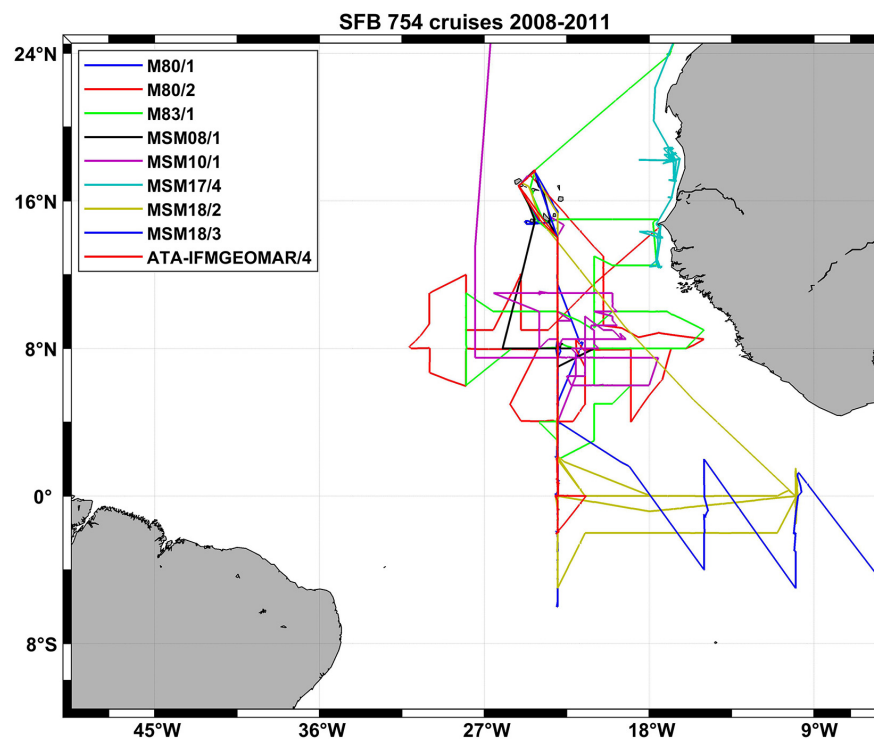 SFB 754 cruises 2008-2011
24°N
16°N
8°N
0°
8°S
M80/1
M80/2
M83/1
MSM08/1
MSM10/1
MSM17/4
MSM18/2
MSM18/3
ATA-IFMGEOMAR/4
45°W
36°W
27°W
18°W
9°W